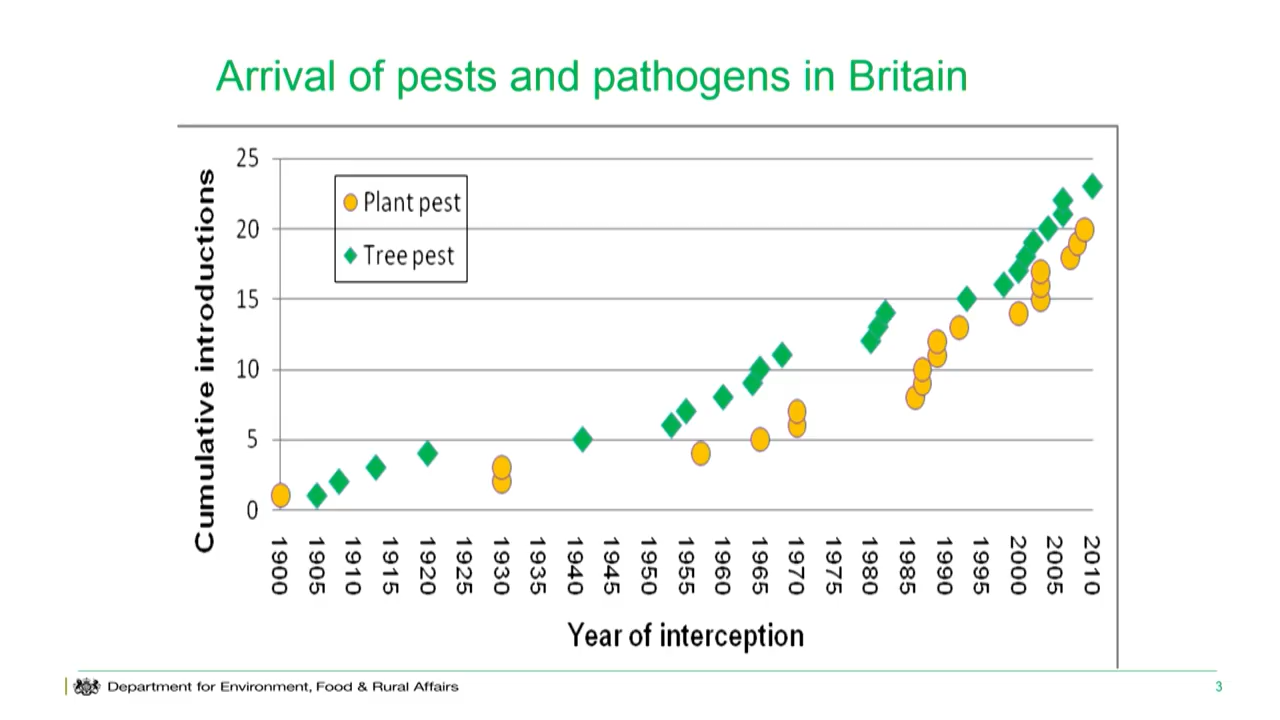 Arrival of pests and pathogens in Britain
Cumulative introductions
25
20
15
10
5
0
Plant pest
Tree pest
1900 1905 1910 1915 1920 1925 1930 1935 1940 1945 1950 1955 1960 1965 1970 1975 1980 1985 1990 1995 2000 2005 2010
Year of interception
Department for Environment, Food & Rural Affairs
3